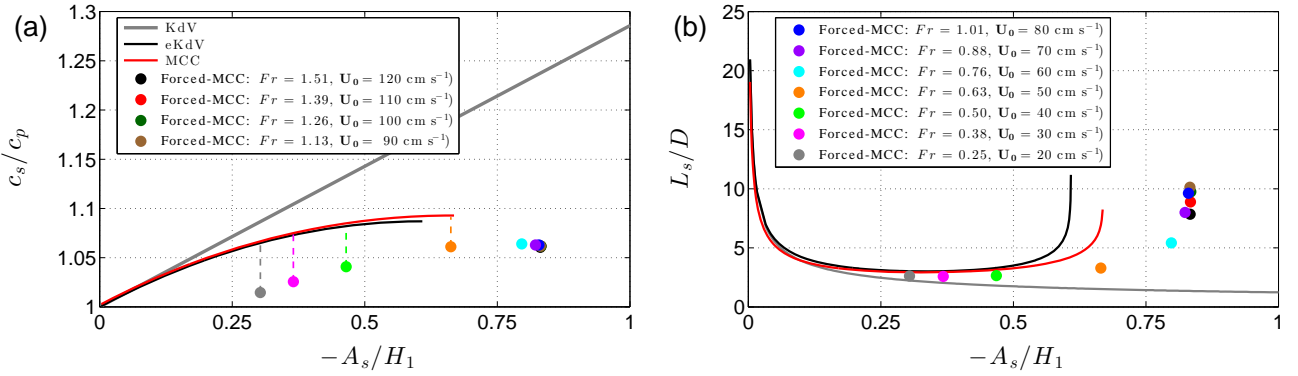 (a)
1.3
1.25
1.2
1.15
1.1
1.05
1
c_s/c_p
KdV
eKdV
MCC
Forced-MCC: Fr = 1.51, U₀ = 120 cm s⁻¹)
Forced-MCC: Fr = 1.39, U₀ = 110 cm s⁻¹)
Forced-MCC: Fr = 1.26, U₀ = 100 cm s⁻¹)
Forced-MCC: Fr = 1.13, U₀ = 90 cm s⁻¹)
0 0.25 0.5 0.75 1
−A_s/H_1
(b)
25
20
15
10
5
0
L_s/D
Forced-MCC: Fr = 1.01, U₀ = 80 cm s⁻¹)
Forced-MCC: Fr = 0.88, U₀ = 70 cm s⁻¹)
Forced-MCC: Fr = 0.76, U₀ = 60 cm s⁻¹)
Forced-MCC: Fr = 0.63, U₀ = 50 cm s⁻¹)
Forced-MCC: Fr = 0.50, U₀ = 40 cm s⁻¹)
Forced-MCC: Fr = 0.38, U₀ = 30 cm s⁻¹)
Forced-MCC: Fr = 0.25, U₀ = 20 cm s⁻¹)
0 0.25 0.5 0.75 1
−A_s/H_1